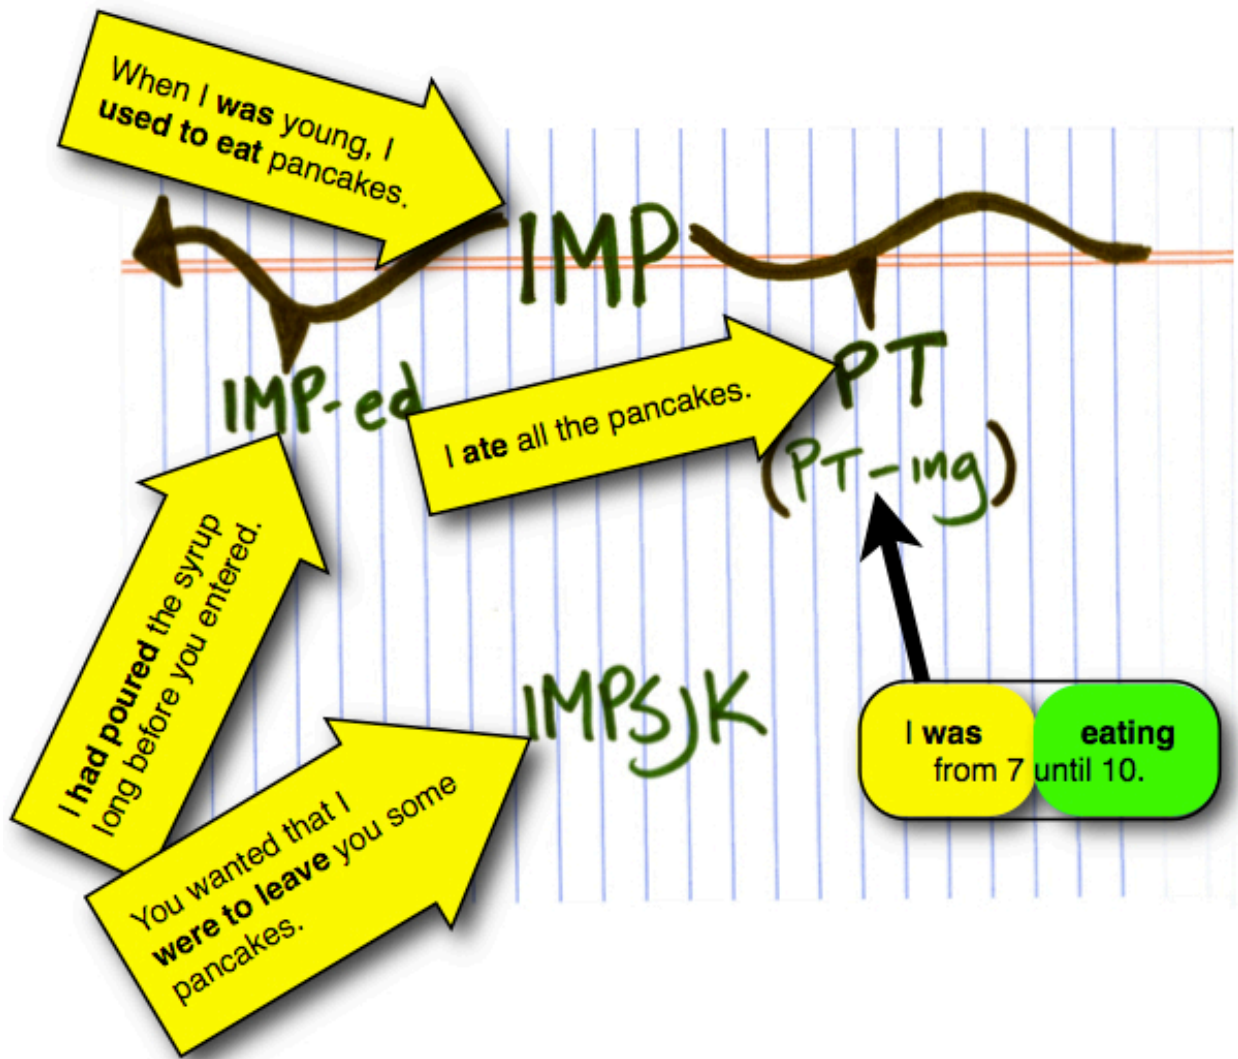 When I was young, I
used to eat pancakes.
IMP
IMP-ed
I ate all the pancakes.
PT
(PT-ing)
I had poured the syrup
long before you entered.
IMPSJK
You wanted that I
were to leave you some
pancakes.
I was eating
from 7 until 10.